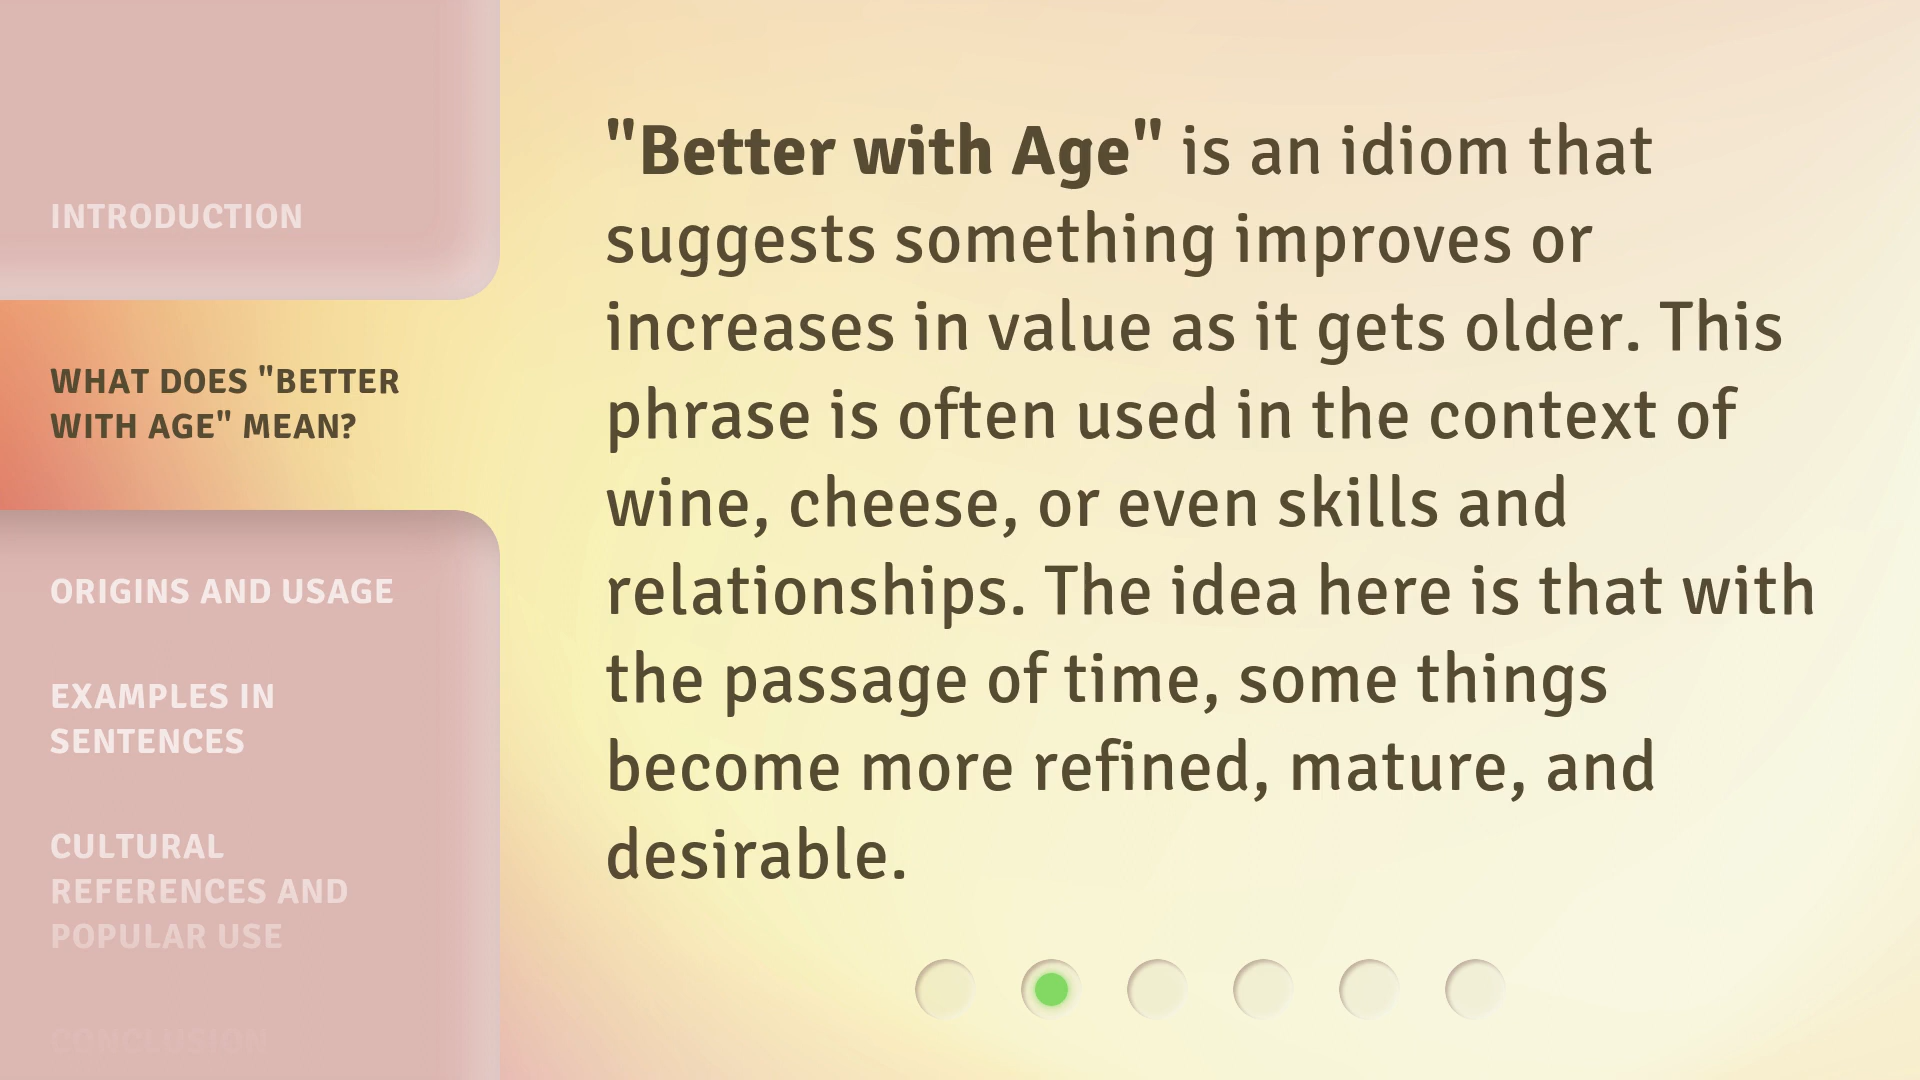 INTRODUCTION
WHAT DOES "BETTER
WITH AGE" MEAN?
ORIGINS AND USAGE
EXAMPLES IN
SENTENCES
CULTURAL
REFERENCES AND
POPULAR USE
CONCLUSION
"Better with Age" is an idiom that
suggests something improves or
increases in value as it gets older. This
phrase is often used in the context of
wine, cheese, or even skills and
relationships. The idea here is that with
the passage of time, some things
become more refined, mature, and
desirable.